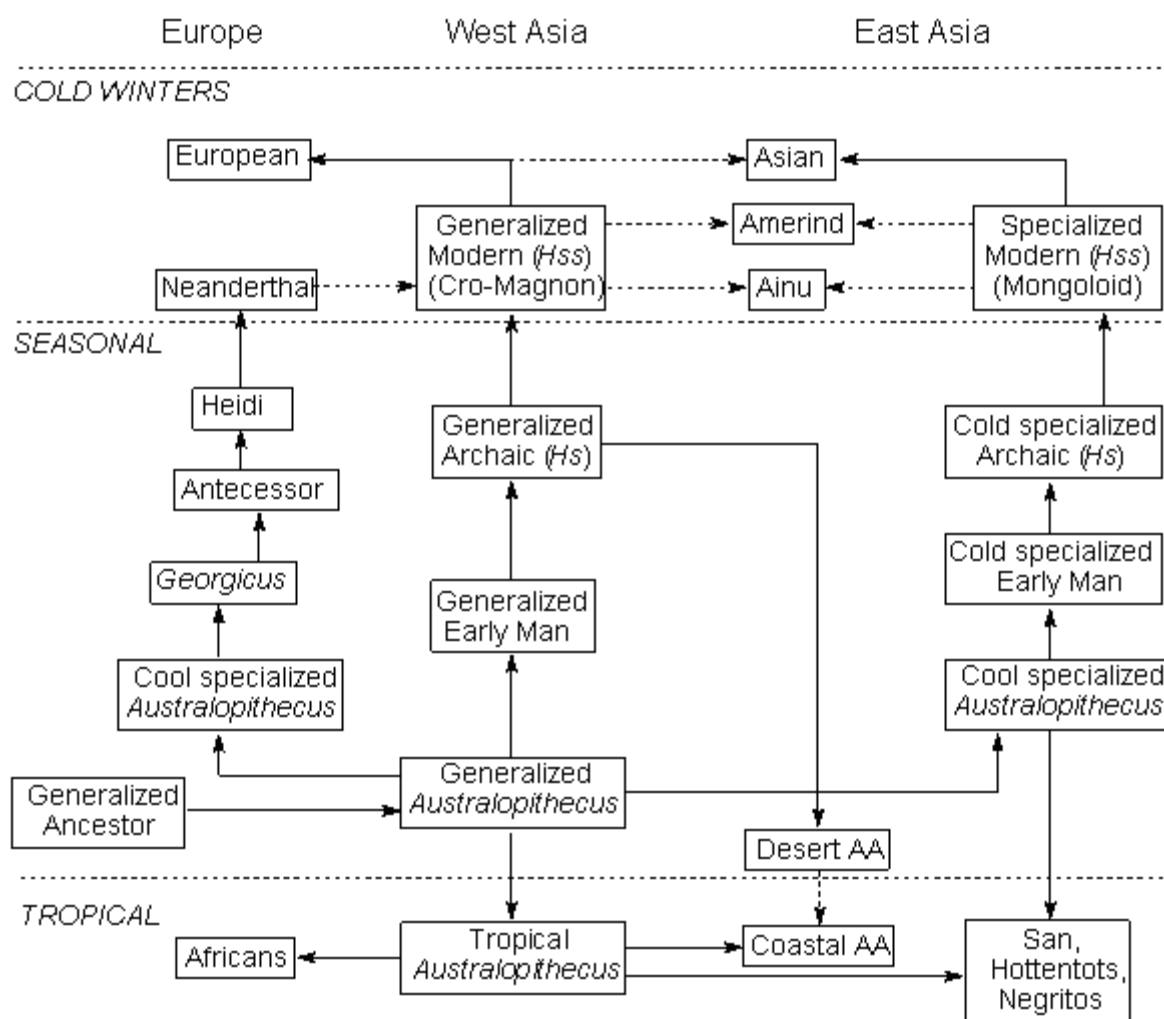 Europe
West Asia
East Asia
COLD WINTERS
European
Asian
Generalized
Modern (Hss)
(Cro-Magnon)
Amerind
Specialized
Modern (Hss)
(Mongoloid)
Neanderthal
Ainu
SEASONAL
Heidi
Generalized
Archaic (Hs)
Cold specialized
Archaic (Hs)
Antecessor
Cold specialized
Early Man
Georgicus
Generalized
Early Man
Cool specialized
Australopithecus
Cool specialized
Australopithecus
Generalized
Ancestor
Generalized
Australopithecus
Desert AA
TROPICAL
Africans
Tropical
Australopithecus
Coastal AA
San,
Hottentots,
Negritos